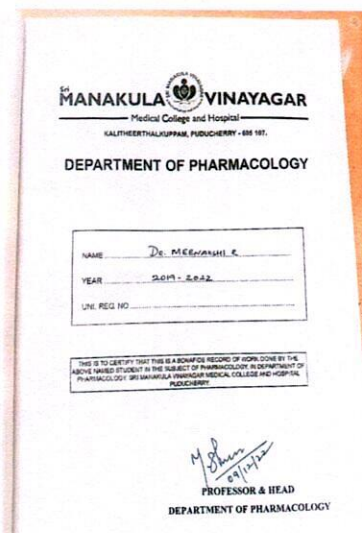 Sri
MANAKULA VINAYAGAR
Medical College and Hospital
KALITHEERTHALKUPPAM, PUDUCHERRY - 605 107.
DEPARTMENT OF PHARMACOLOGY
NAME Dr. MEENAKSHI R
YEAR 2019 - 2022
UNI. REG. NO
THIS IS TO CERTIFY THAT THIS IS A BONAFIDE RECORD OF WORK DONE BY THE
ABOVE NAMED STUDENT IN THE SUBJECT OF PHARMACOLOGY, IN DEPARTMENT OF
PHARMACOLOGY. SRI MANAKULA VINAYAGAR MEDICAL COLLEGE AND HOSPITAL
PUDUCHERRY.
09/12/22
PROFESSOR & HEAD
DEPARTMENT OF PHARMACOLOGY